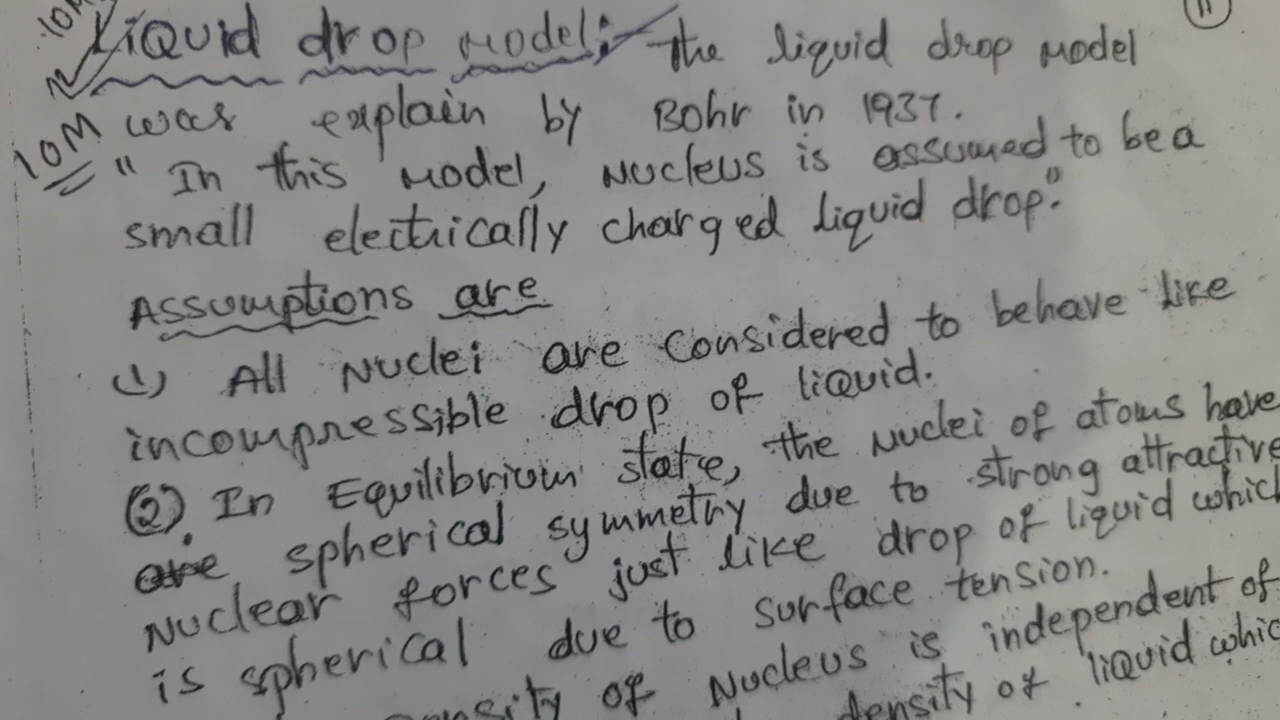 10M
11
Liquid drop model:- The liquid drop model
10M
was explain by Bohr in 1937.
" In this model, Nucleus is assumed to be a
small electrically charged liquid drop."
Assumptions are
(1) All Nuclei are considered to behave like
incompressible drop of liquid.
(2). In Equilibrium state, the Nuclei of atoms have
are spherical symmetry due to strong attractive
Nuclear forces just like drop of liquid which
is spherical due to surface tension.
of Nucleus is independent of
density of liquid